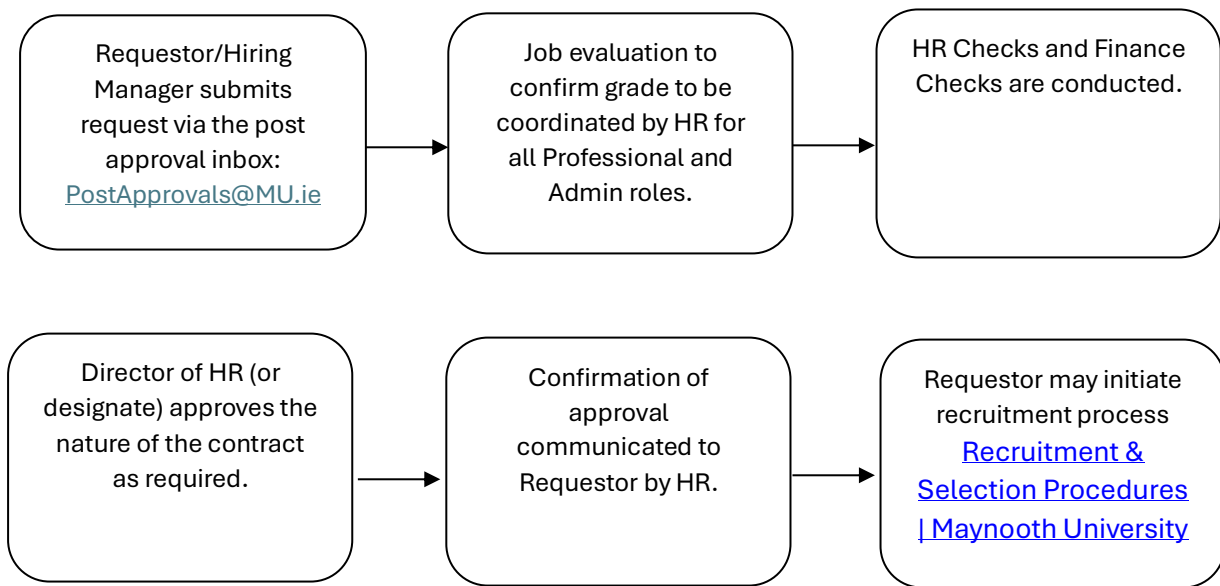 Requestor/Hiring
Manager submits
request via the post
approval inbox:
PostApprovals@MU.ie
Job evaluation to
confirm grade to be
coordinated by HR for
all Professional and
Admin roles.
HR Checks and Finance
Checks are conducted.
Director of HR (or
designate) approves the
nature of the contract
as required.
Confirmation of
approval
communicated to
Requestor by HR.
Requestor may initiate
recruitment process
Recruitment &
Selection Procedures
| Maynooth University